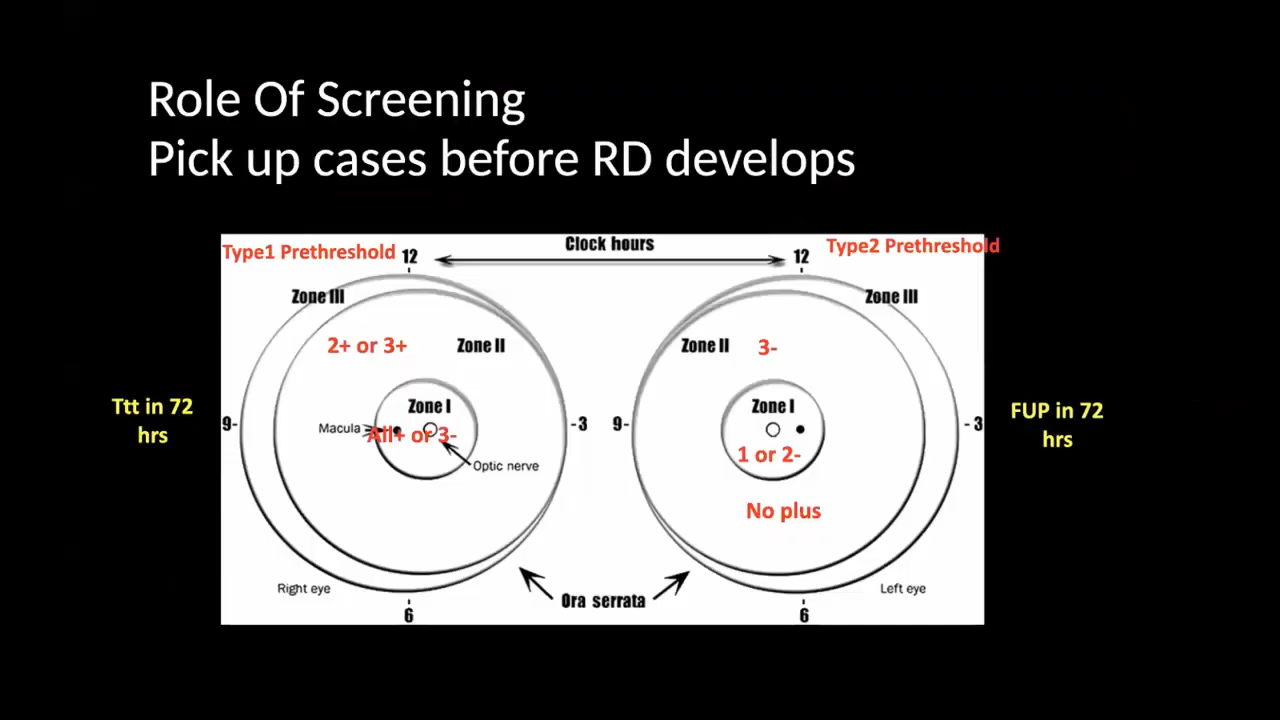 Role Of Screening
Pick up cases before RD develops
Type1 Prethreshold
12
Clock hours
12
Type2 Prethreshold
Zone III
Zone III
2+ or 3+
Zone II
Zone II
3-
Ttt in 72
hrs
Zone I
Zone I
FUP in 72
hrs
9-
Macula
All+ or 3-
-3
9-
-3
1 or 2-
Optic nerve
No plus
Right eye
Ora serrata
Left eye
6
6